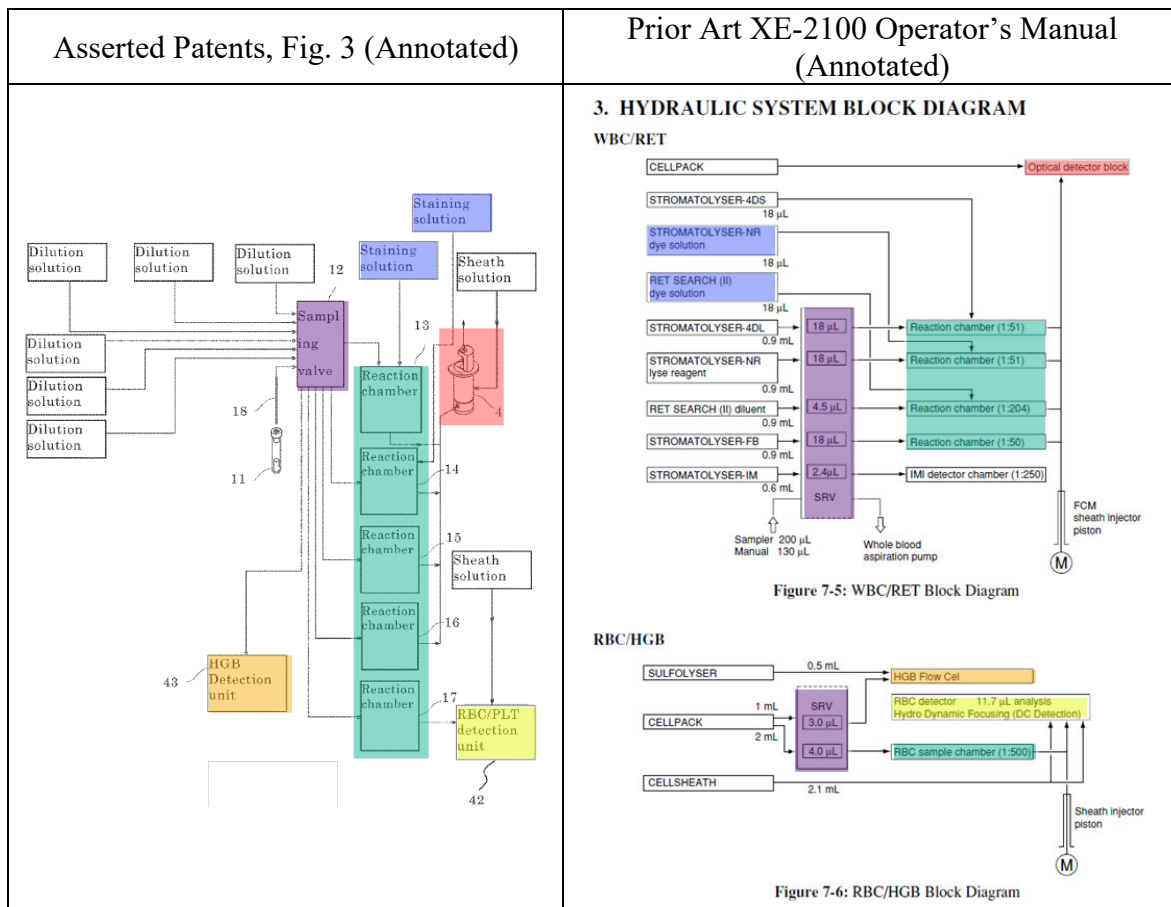 Asserted Patents, Fig. 3 (Annotated)
Prior Art XE-2100 Operator’s Manual
(Annotated)
Staining
solution
Dilution
solution
Dilution
solution
Dilution
solution
12
Staining
solution
Sheath
solution
Sampl
ing
valve
13
Dilution
solution
Dilution
solution
Dilution
solution
18
11
Reaction
chamber
4
Reaction
chamber
14
Reaction
chamber
15
Sheath
solution
Reaction
chamber
16
HGB
Detection
unit
43
Reaction
chamber
17
RBC/PLT
detection
unit
42
3. HYDRAULIC SYSTEM BLOCK DIAGRAM
WBC/RET
CELLPACK
Optical detector block
STROMATOLYSER-4DS
18 µL
STROMATOLYSER-NR
dye solution
18 µL
RET SEARCH (II)
dye solution
18 µL
STROMATOLYSER-4DL
0.9 mL
18 µL
Reaction chamber (1:51)
STROMATOLYSER-NR
lyse reagent
0.9 mL
18 µL
Reaction chamber (1:51)
RET SEARCH (II) diluent
0.9 mL
4.5 µL
Reaction chamber (1:204)
STROMATOLYSER-FB
0.9 mL
18 µL
Reaction chamber (1:50)
STROMATOLYSER-IM
0.6 mL
2.4µL
IMI detector chamber (1:250)
SRV
Sampler 200 µL
Manual 130 µL
Whole blood
aspiration pump
FCM
sheath injector
piston
M
Figure 7-5: WBC/RET Block Diagram
RBC/HGB
SULFOLYSER
0.5 mL
HGB Flow Cel
CELLPACK
1 mL
2 mL
SRV
3.0 µL
4.0 µL
RBC detector 11.7 µL analysis
Hydro Dynamic Focusing (DC Detection)
RBC sample chamber (1:500)
CELLSHEATH
2.1 mL
Sheath injector
piston
M
Figure 7-6: RBC/HGB Block Diagram